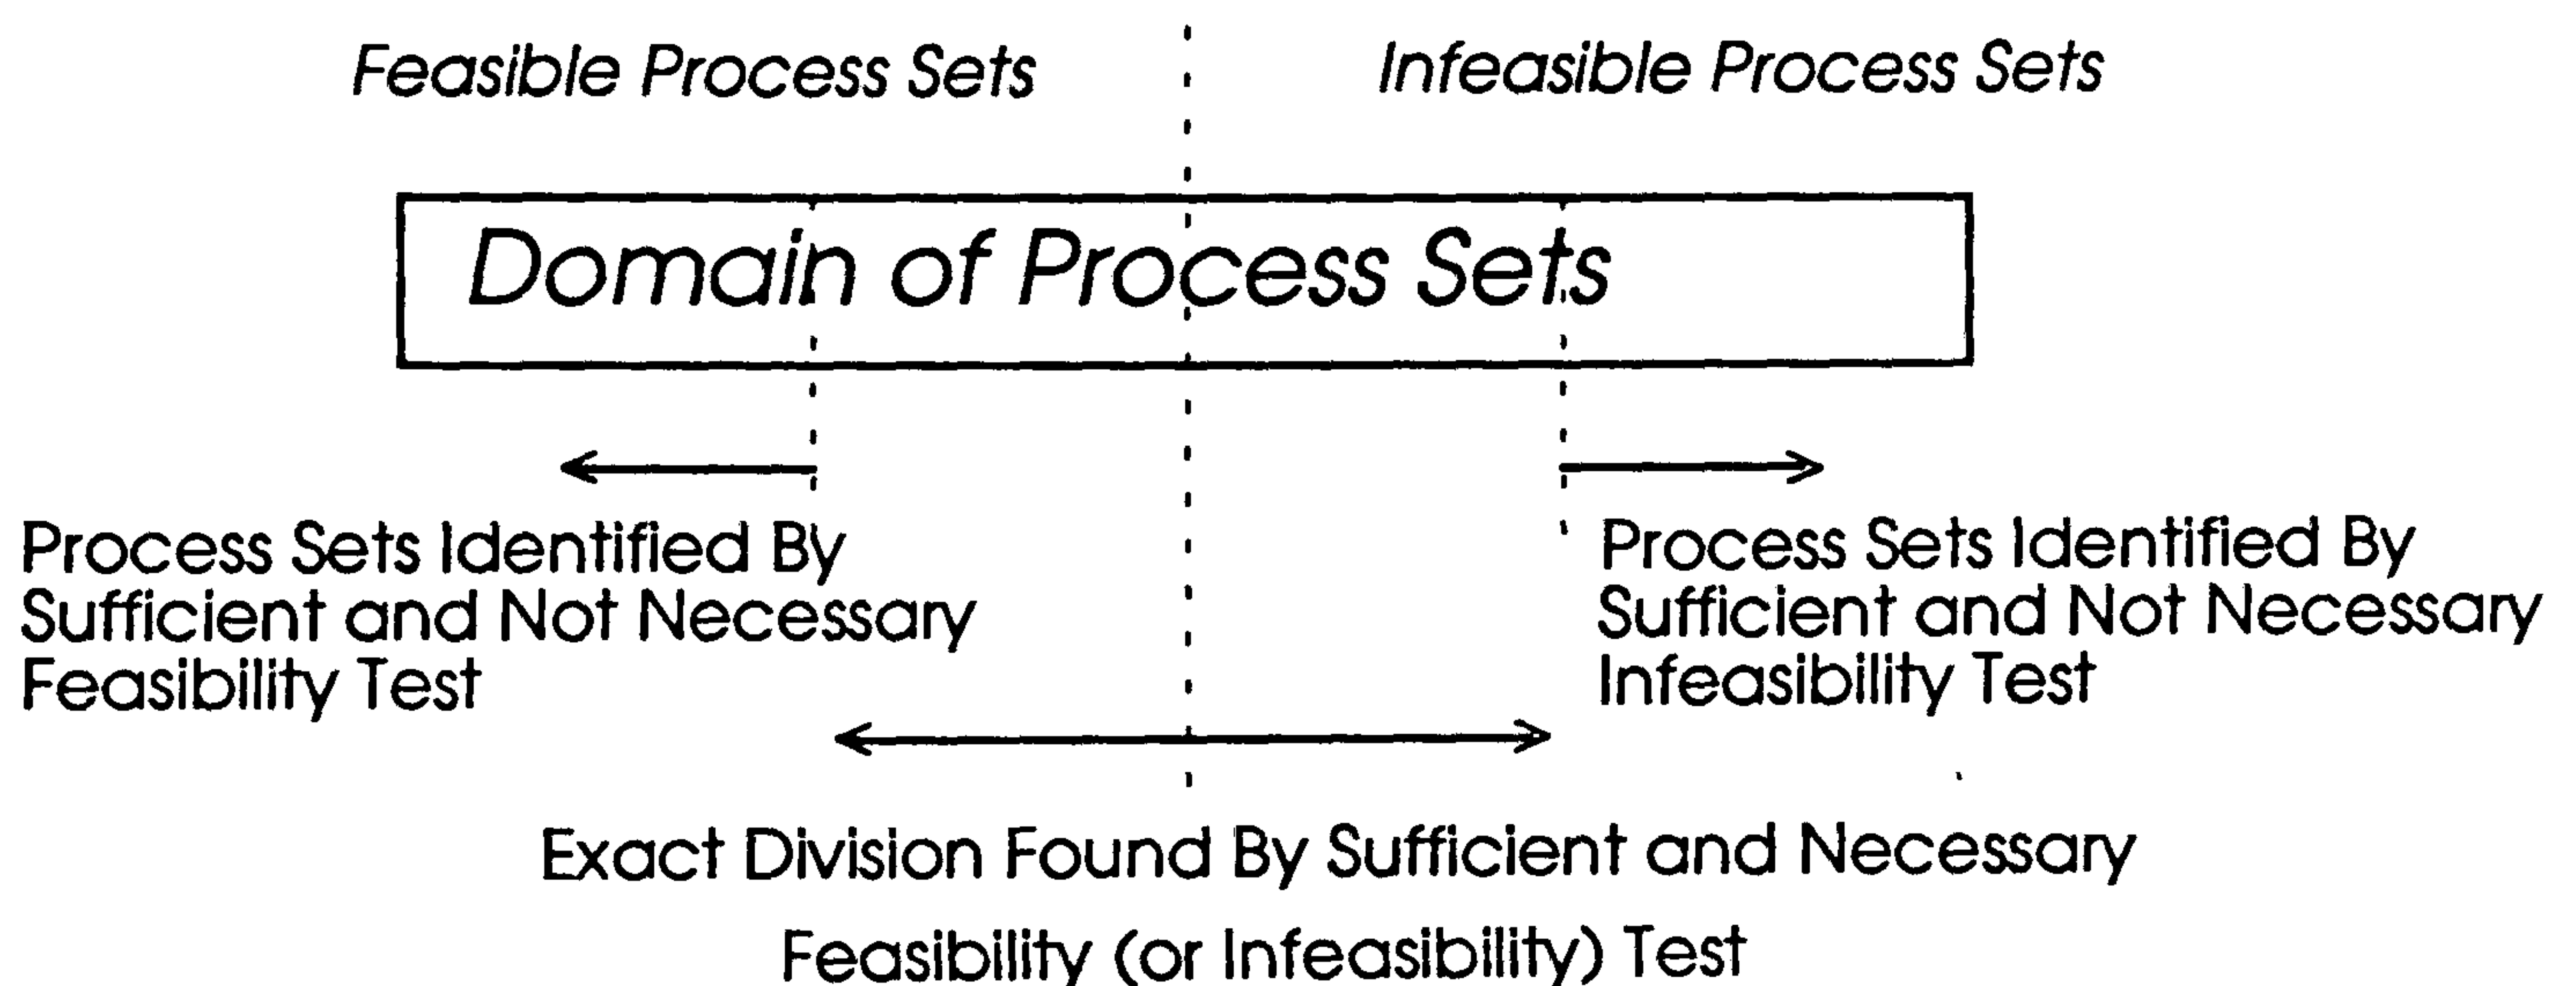 Feasible Process Sets
Infeasible Process Sets
Domain of Process Sets
Process Sets Identified By
Sufficient and Not Necessary
Feasibility Test
Process Sets Identified By
Sufficient and Not Necessary
Infeasibility Test
Exact Division Found By Sufficient and Necessary
Feasibility (or Infeasibility) Test